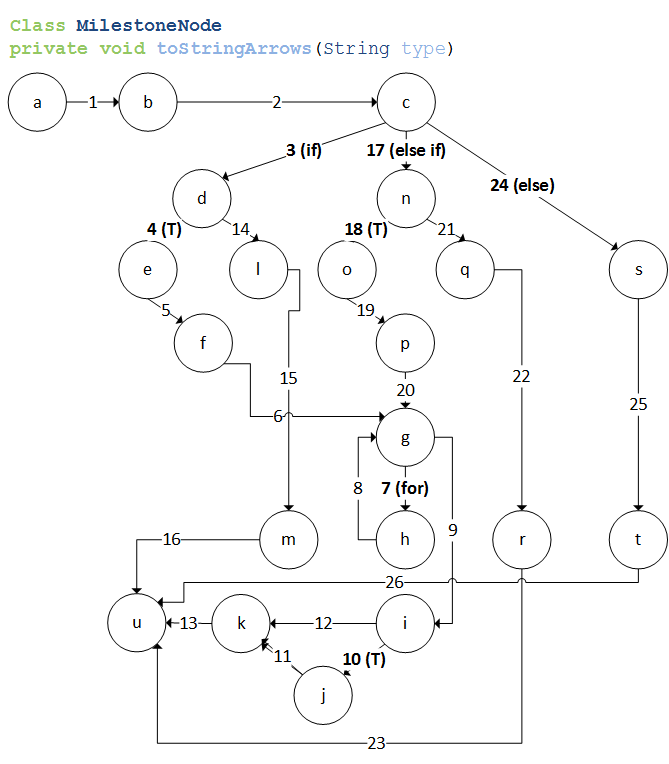 Class MilestoneNode
private void toStringArrows(String type)
a 1 b 2 c
3 (if) 17 (else if)
24 (else)
d n
4 (T) 14 18 (T) 21
e l o q s
5 19
f p
15 22
20 25
6
g
8 7 (for)
9
m h r t
16
26
u 13 k 12 i
11 10 (T)
j
23